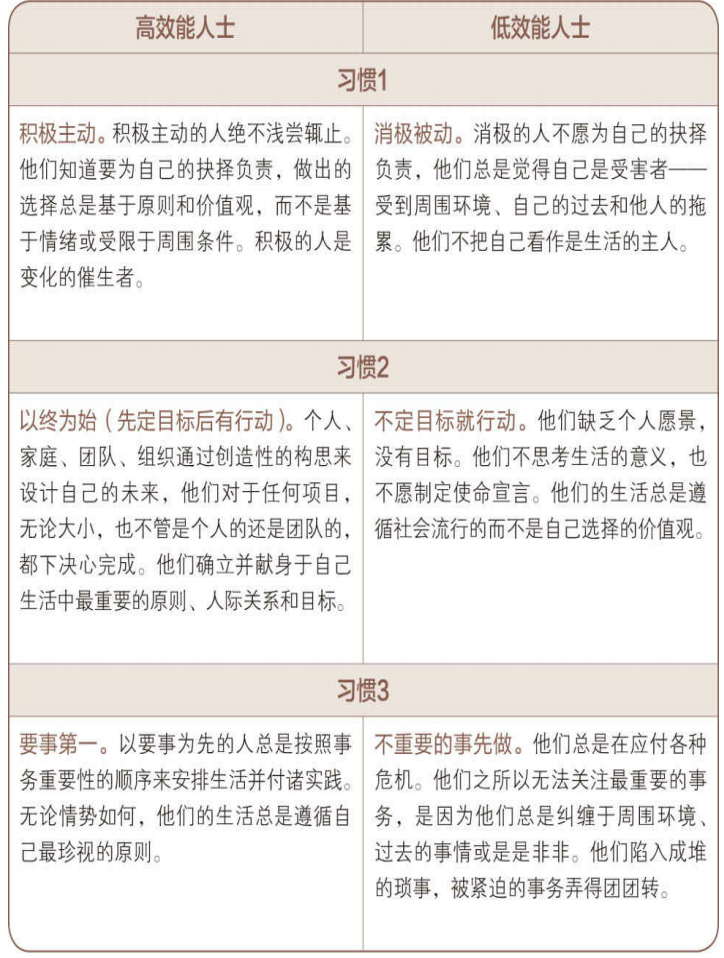 高效能人士
低效能人士
习惯1
积极主动。积极主动的人绝不浅尝辄止。
他们知道要为自己的抉择负责，做出的
选择总是基于原则和价值观，而不是基
于情绪或受限于周围条件。积极的人是
变化的催生者。
消极被动。消极的人不愿为自己的抉择
负责，他们总是觉得自己是受害者——
受到周围环境、自己的过去和他人的拖
累。他们不把自己看作是生活的主人。
习惯2
以终为始（先定目标后有行动）。个人、
家庭、团队、组织通过创造性的构思来
设计自己的未来，他们对于任何项目，
无论大小，也不管是个人的还是团队的，
都下决心完成。他们确立并献身于自己
生活中最重要的原则、人际关系和目标。
不定目标就行动。他们缺乏个人愿景，
没有目标。他们不思考生活的意义，也
不愿制定使命宣言。他们的生活总是遵
循社会流行的而不是自己选择的价值观。
习惯3
要事第一。以要事为先的人总是按照事
务重要性的顺序来安排生活并付诸实践。
无论情势如何，他们的生活总是遵循自
己最珍视的原则。
不重要的事先做。他们总是在应付各种
危机。他们之所以无法关注最重要的事
务，是因为他们总是纠缠于周围环境、
过去的事情或是是非非。他们陷入成堆
的琐事，被紧迫的事务弄得团团转。